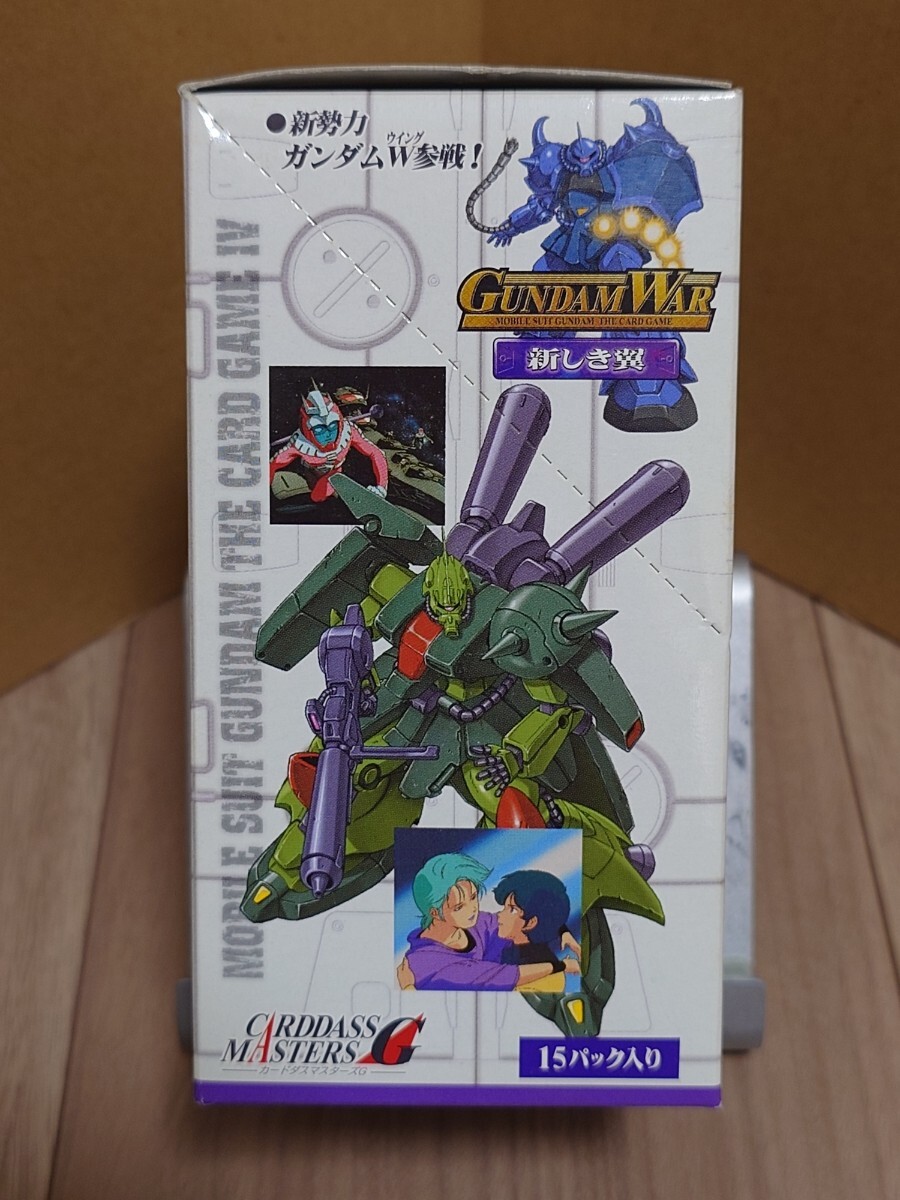 ●新勢力
ウイング
ガンダムW参戦!
GUNDAM WAR
MOBILE SUIT GUNDAM THE CARD GAME
新しき翼
MOBILE SUIT GUNDAM THE CARD GAME IV
CARDDASS
MASTERS G
カードダスマスターズG
15パック入り